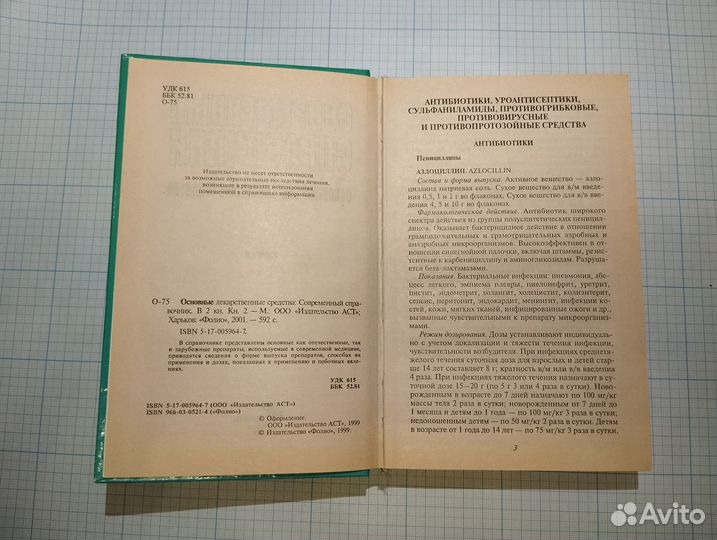 УДК 615
ББК 52.81
О-75
Издательство не несет ответственности
за возможные отрицательные последствия лечения,
возникшие в результате использования
помещенной в справочнике информации.
О-75 Основные лекарственные средства: Современный спра-
вочник. В 2 кн. Кн. 2. — М.: ООО «Издательство АСТ»;
Харьков: «Фолио», 2001. — 592 с.
ISBN 5-17-005964-7.
В справочнике представлены основные как отечественные, так
и зарубежные препараты, используемые в современной медицине,
приводятся сведения о форме выпуска препаратов, способах их
применения и дозах, показаниях к применению и побочных явле-
ниях.
УДК 615
ББК 52.81
ISBN 5-17-005964-7 (ООО «Издательство АСТ»)
ISBN 966-03-0521-4 («Фолио»)
© Оформление.
ООО «Издательство АСТ», 1999
© Издательство «Фолио», 1999
АНТИБИОТИКИ, УРОАНТИСЕПТИКИ,
СУЛЬФАНИЛАМИДЫ, ПРОТИВОГРИБКОВЫЕ,
ПРОТИВОВИРУСНЫЕ
И ПРОТИВОПРОТОЗОЙНЫЕ СРЕДСТВА
АНТИБИОТИКИ
Пенициллины
АЗЛОЦИЛЛИН. AZLOCILLIN
Состав и форма выпуска. Активное вещество — азло-
циллина натриевая соль. Сухое вещество для в/м введе-
ния 0,5, 1 и 2 г во флаконах. Сухое вещество для в/в вве-
дения 4, 5 и 10 г во флаконах.
Фармакологическое действие. Антибиотик широкого
спектра действия из группы полусинтетических пеницил-
линов. Оказывает бактерицидное действие в отношении
грамположительных и грамотрицательных аэробных и
анаэробных микроорганизмов. Высокоэффективен в от-
ношении синегнойной палочки, включая штаммы, резис-
тентные к карбенициллину и аминогликозидам. Разруша-
ется бета-лактамазами.
Показания. Бактериальные инфекции: пневмония, абс-
цесс легкого, эмпиема плевры, пиелонефрит, уретрит,
цистит, эндометрит, холангит, холецистит, колиэнтерит,
сепсис, перитонит, эндокардит, менингит, инфекции
кожи, мягких тканей, инфицированные ожоги и др.,
вызываемые чувствительными к препарату микроорганиз-
мами.
Режим дозирования. Дозы устанавливают индивидуаль-
но с учетом локализации и тяжести течения инфекции,
чувствительности возбудителя. При инфекциях среднетя-
желого течения суточная доза для взрослых и детей стар-
ше 14 лет составляет 8 г; кратность в/м или в/в введения
4 раза. При инфекциях тяжелого течения назначают в су-
точной дозе 15—20 г (по 5 г 3 или 4 раза в сутки). Ново-
рожденным в возрасте до 7 дней назначают по 100 мг/кг
массы тела 2 раза в сутки; новорожденным от 7 дней до
1 месяца и детям до 1 года — по 100 мг/кг 3 раза в сутки;
недоношенным детям — по 50 мг/кг 2 раза в сутки. Детям
в возрасте от 1 года до 14 лет — по 75 мг/кг 3 раза в сутки.
3
Avito